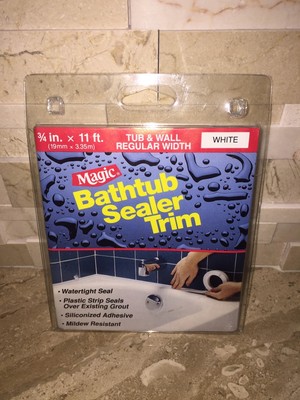 ¾ in. x 11 ft.
(19mm x 3.35m)
TUB & WALL
REGULAR WIDTH
WHITE
Magic
Bathtub
Sealer
Trim
• Watertight Seal
• Plastic Strip Seals
Over Existing Grout
• Siliconized Adhesive
• Mildew Resistant